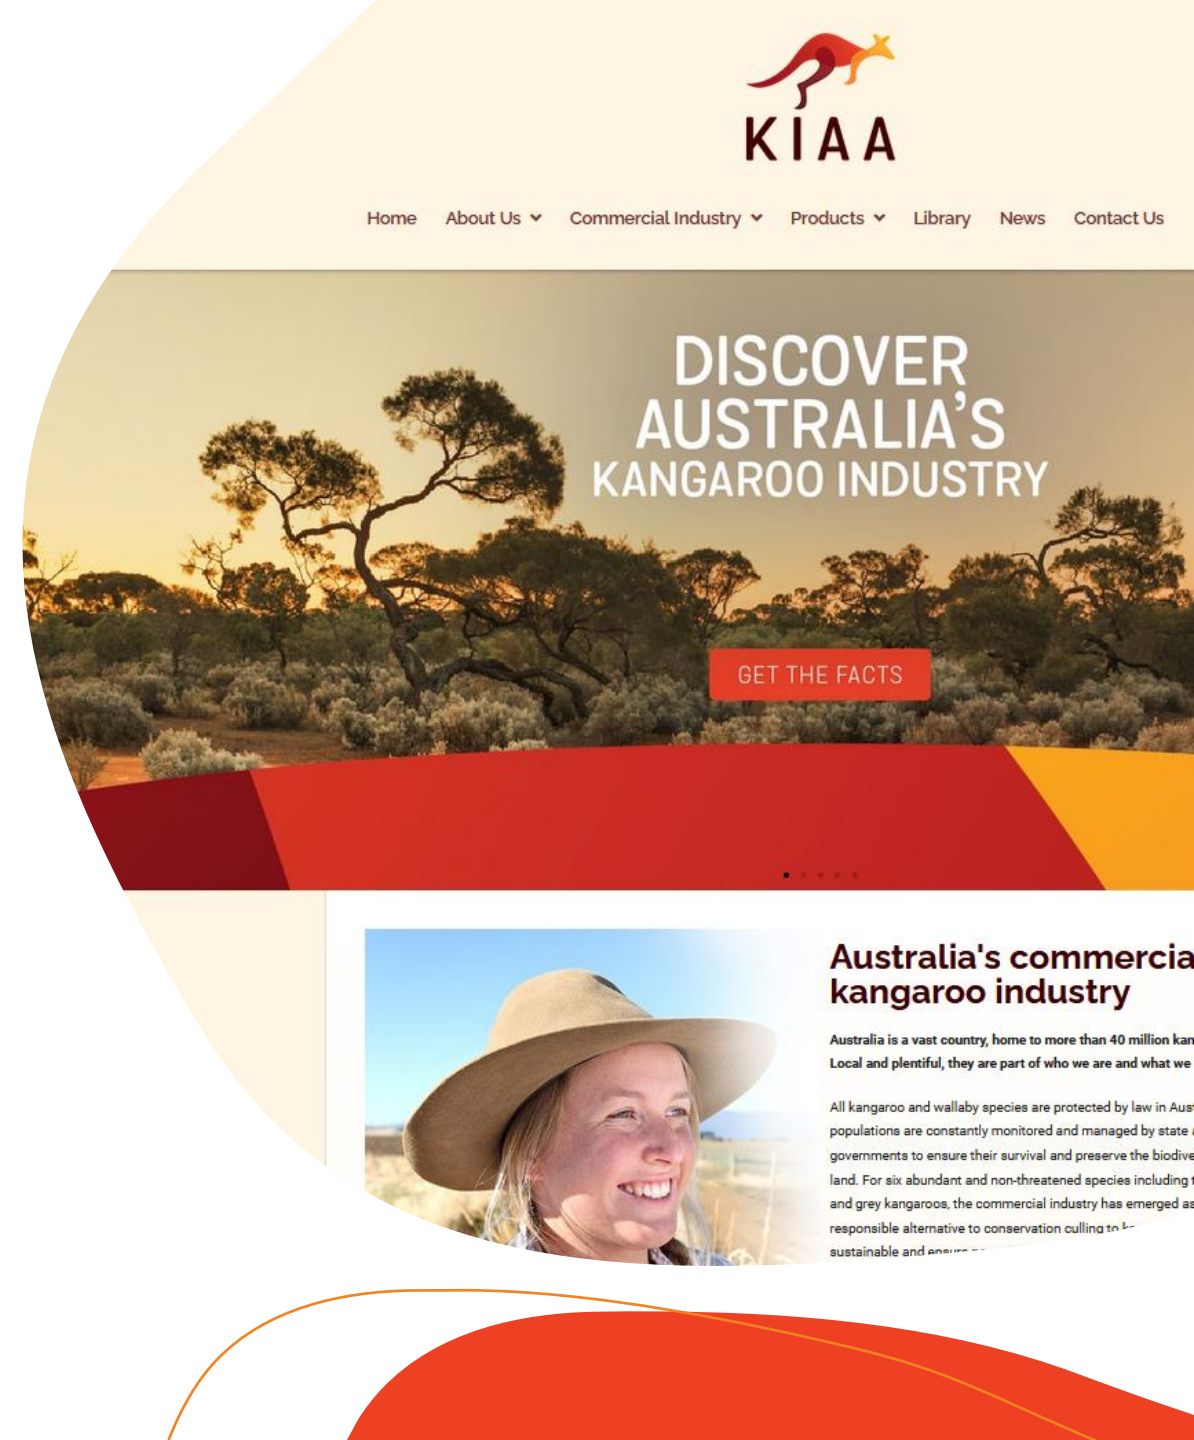 KIAA
Home About Us Commercial Industry Products Library News Contact Us
DISCOVER
AUSTRALIA'S
KANGAROO INDUSTRY
GET THE FACTS
Australia's commercia
kangaroo industry
Australia is a vast country, home to more than 40 million kan
Local and plentiful, they are part of who we are and what we
All kangaroo and wallaby species are protected by law in Aust
populations are constantly monitored and managed by state
governments to ensure their survival and preserve the biodive
land. For six abundant and non-threatened species including t
and grey kangaroos, the commercial industry has emerged as
responsible alternative to conservation culling to
sustainable and ensure